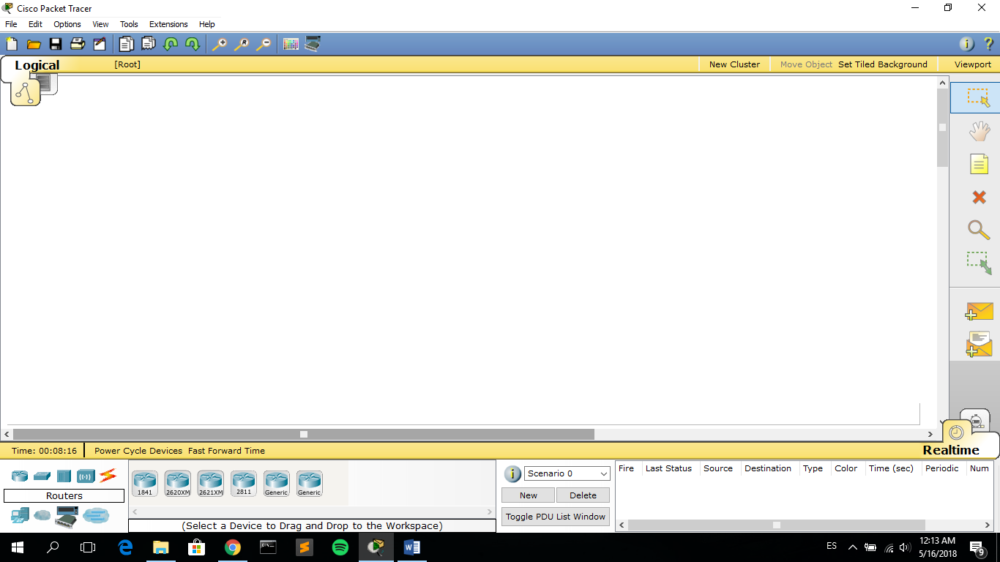 Cisco Packet Tracer
File Edit Options View Tools Extensions Help
Logical [Root] New Cluster Move Object Set Tiled Background Viewport
Time: 00:08:16 Power Cycle Devices Fast Forward Time Realtime
Routers
1841 2620XM 2621XM 2811 Generic Generic
(Select a Device to Drag and Drop to the Workspace)
Scenario 0
New Delete
Toggle PDU List Window
Fire Last Status Source Destination Type Color Time (sec) Periodic Num
ES 12:13 AM
5/16/2018 9